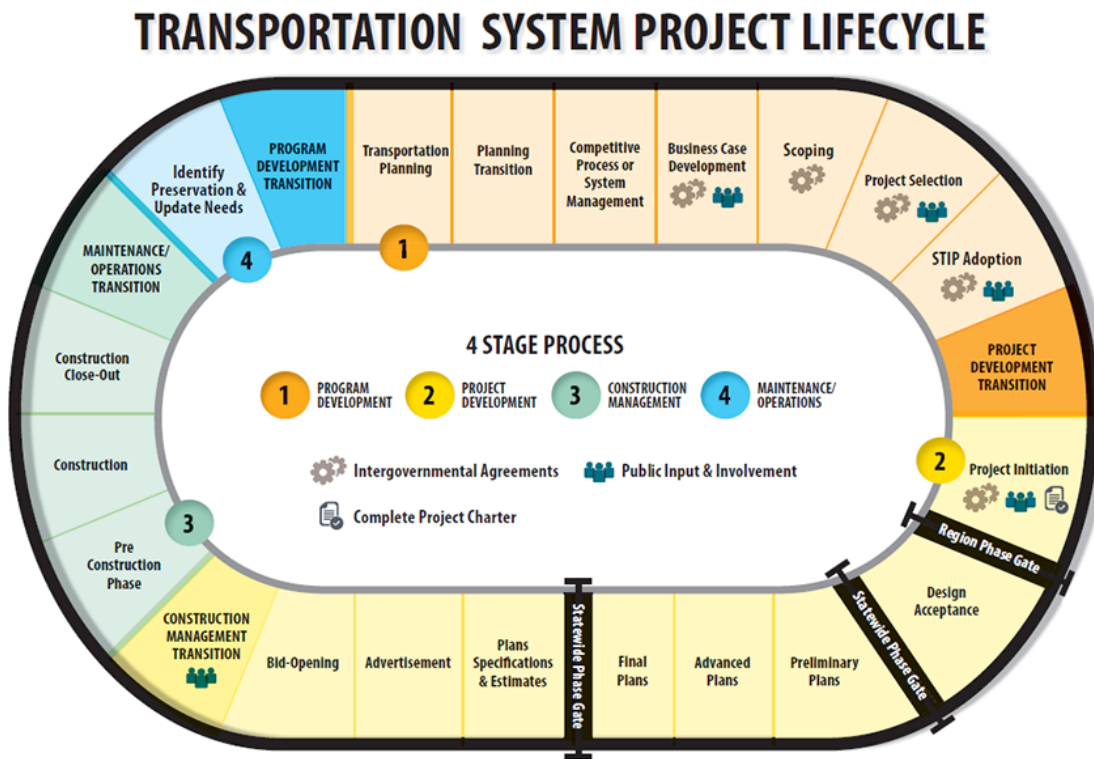 TRANSPORTATION SYSTEM PROJECT LIFECYCLE
Identify
Preservation &
Update Needs
PROGRAM
DEVELOPMENT
TRANSITION
Transportation
Planning
Planning
Transition
Competitive
Process or
System
Management
Business Case
Development
Scoping
Project Selection
STIP Adoption
PROJECT
DEVELOPMENT
TRANSITION
MAINTENANCE/
OPERATIONS
TRANSITION
4
1
Construction
Close-Out
Construction
3
Pre
Construction
Phase
4 STAGE PROCESS
1
PROGRAM
DEVELOPMENT
2
PROJECT
DEVELOPMENT
3
CONSTRUCTION
MANAGEMENT
4
MAINTENANCE/
OPERATIONS
Intergovernmental Agreements
Public Input & Involvement
Complete Project Charter
2
Project Initiation
Region Phase Gate
Design
Acceptance
Statewide Phase Gate
CONSTRUCTION
MANAGEMENT
TRANSITION
Bid-Opening
Advertisement
Plans
Specifications
& Estimates
Statewide Phase Gate
Final
Plans
Advanced
Plans
Preliminary
Plans